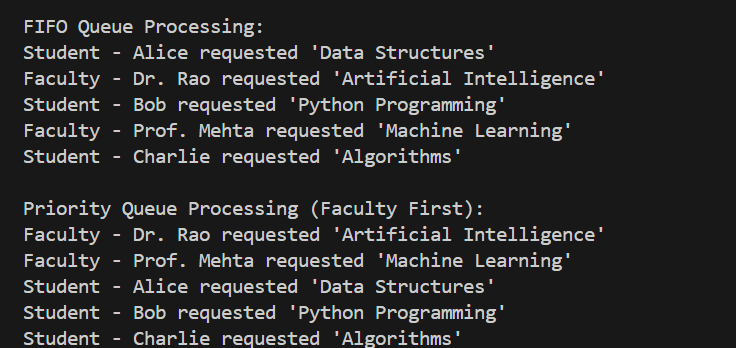 FIFO Queue Processing:
Student - Alice requested 'Data Structures'
Faculty - Dr. Rao requested 'Artificial Intelligence'
Student - Bob requested 'Python Programming'
Faculty - Prof. Mehta requested 'Machine Learning'
Student - Charlie requested 'Algorithms'
Priority Queue Processing (Faculty First):
Faculty - Dr. Rao requested 'Artificial Intelligence'
Faculty - Prof. Mehta requested 'Machine Learning'
Student - Alice requested 'Data Structures'
Student - Bob requested 'Python Programming'
Student - Charlie requested 'Algorithms'